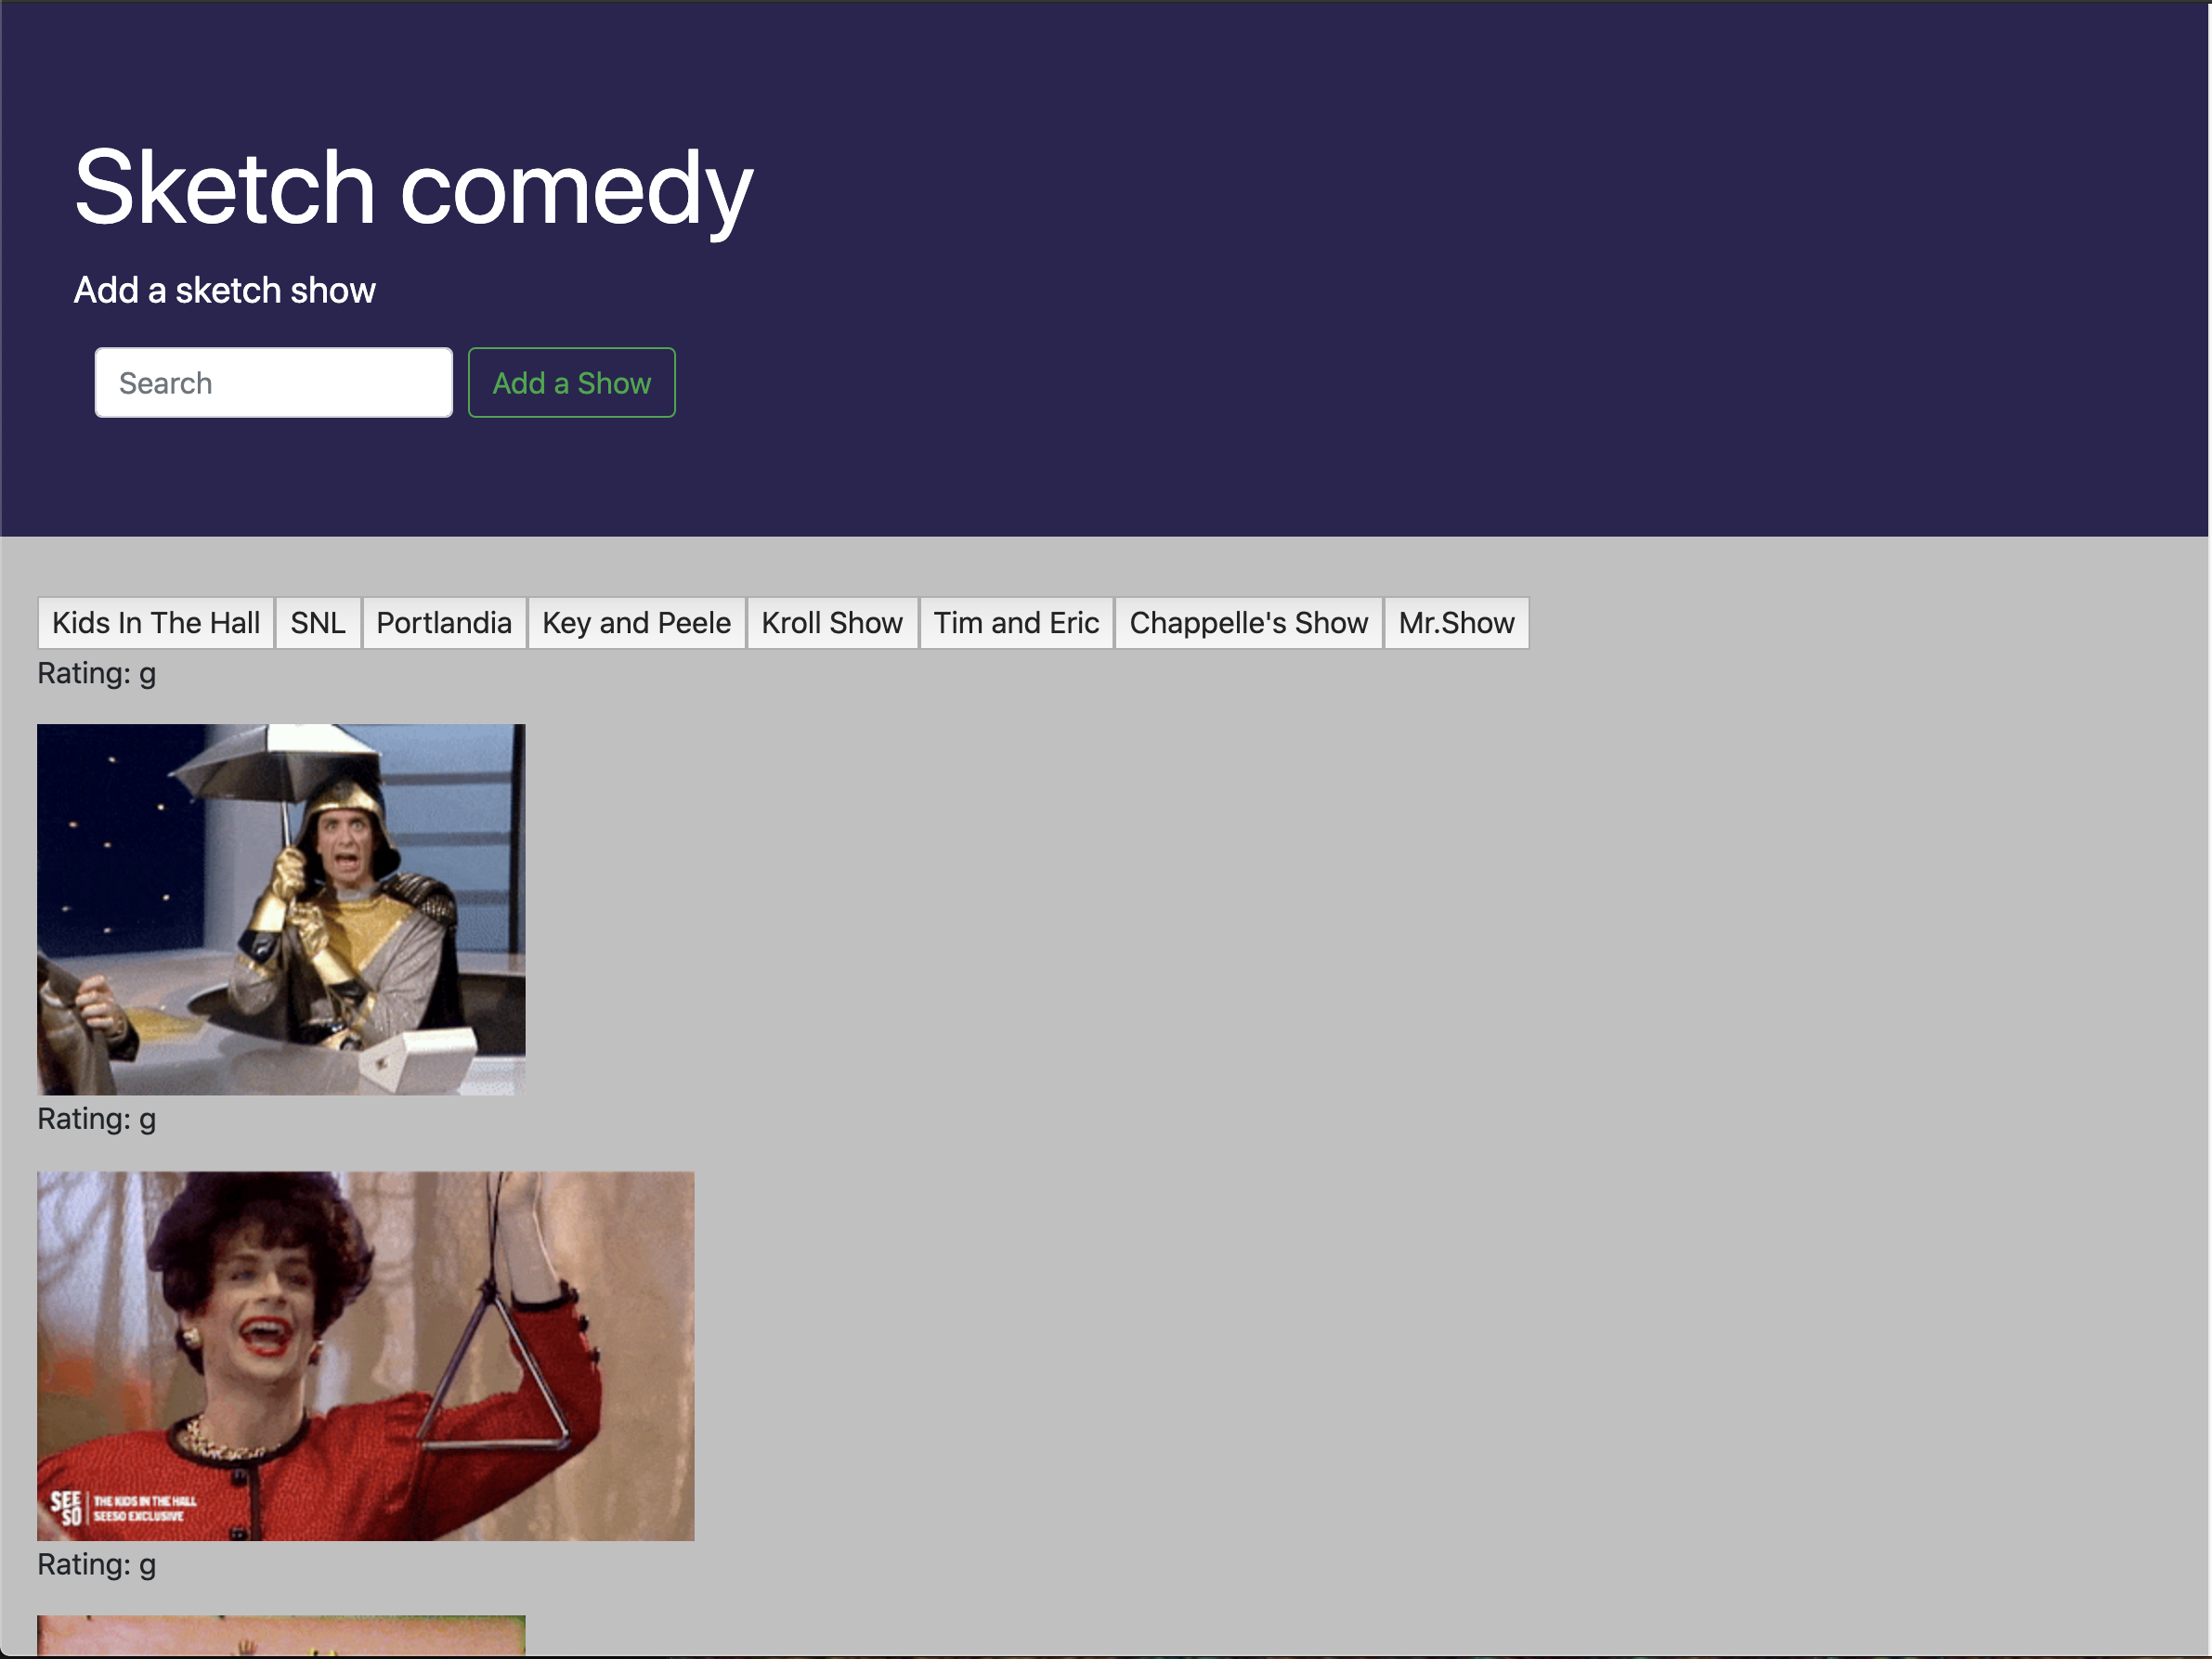 Sketch comedy
Add a sketch show
Search Add a Show
Kids In The Hall SNL Portlandia Key and Peele Kroll Show Tim and Eric Chappelle's Show Mr.Show
Rating: g
Rating: g
SEE
SO
THE KIDS IN THE HALL
SEESO EXCLUSIVE
Rating: g